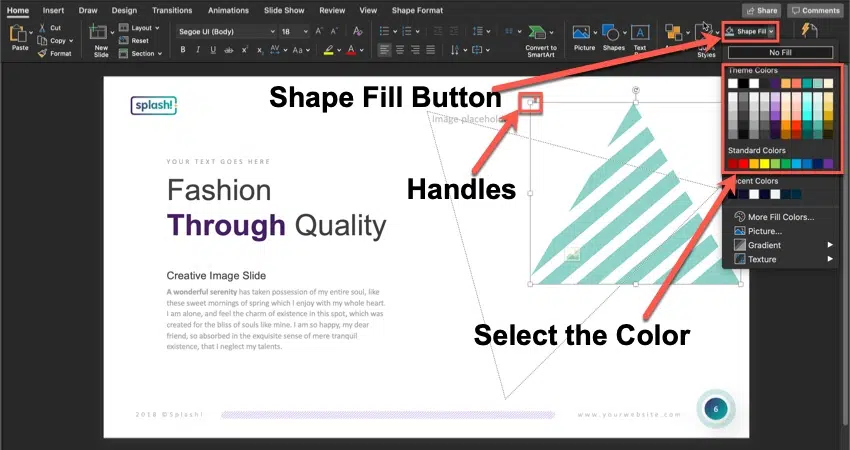 Home Insert Draw Design Transitions Animations Slide Show Review View Shape Format Share Comments
Paste
Cut
Copy
Format
New Slide
Layout
Reset
Section
Segoe UI (Body) 18
Convert to SmartArt
Picture
Shapes
Text
Styles
Shape Fill
No Fill
Theme Colors
Standard Colors
Recent Colors
More Fill Colors...
Picture...
Gradient
Texture
Shape Fill Button
Handles
Select the Color
splash!
Image placeho
YOUR TEXT GOES HERE
Fashion
Through Quality
Creative Image Slide
A wonderful serenity has taken possession of my entire soul, like
these sweet mornings of spring which I enjoy with my whole heart.
I am alone, and feel the charm of existence in this spot, which was
created for the bliss of souls like mine. I am so happy, my dear
friend, so absorbed in the exquisite sense of mere tranquil
existence, that I neglect my talents.
2018 ©Splash!
www.yourwebsite.com
6